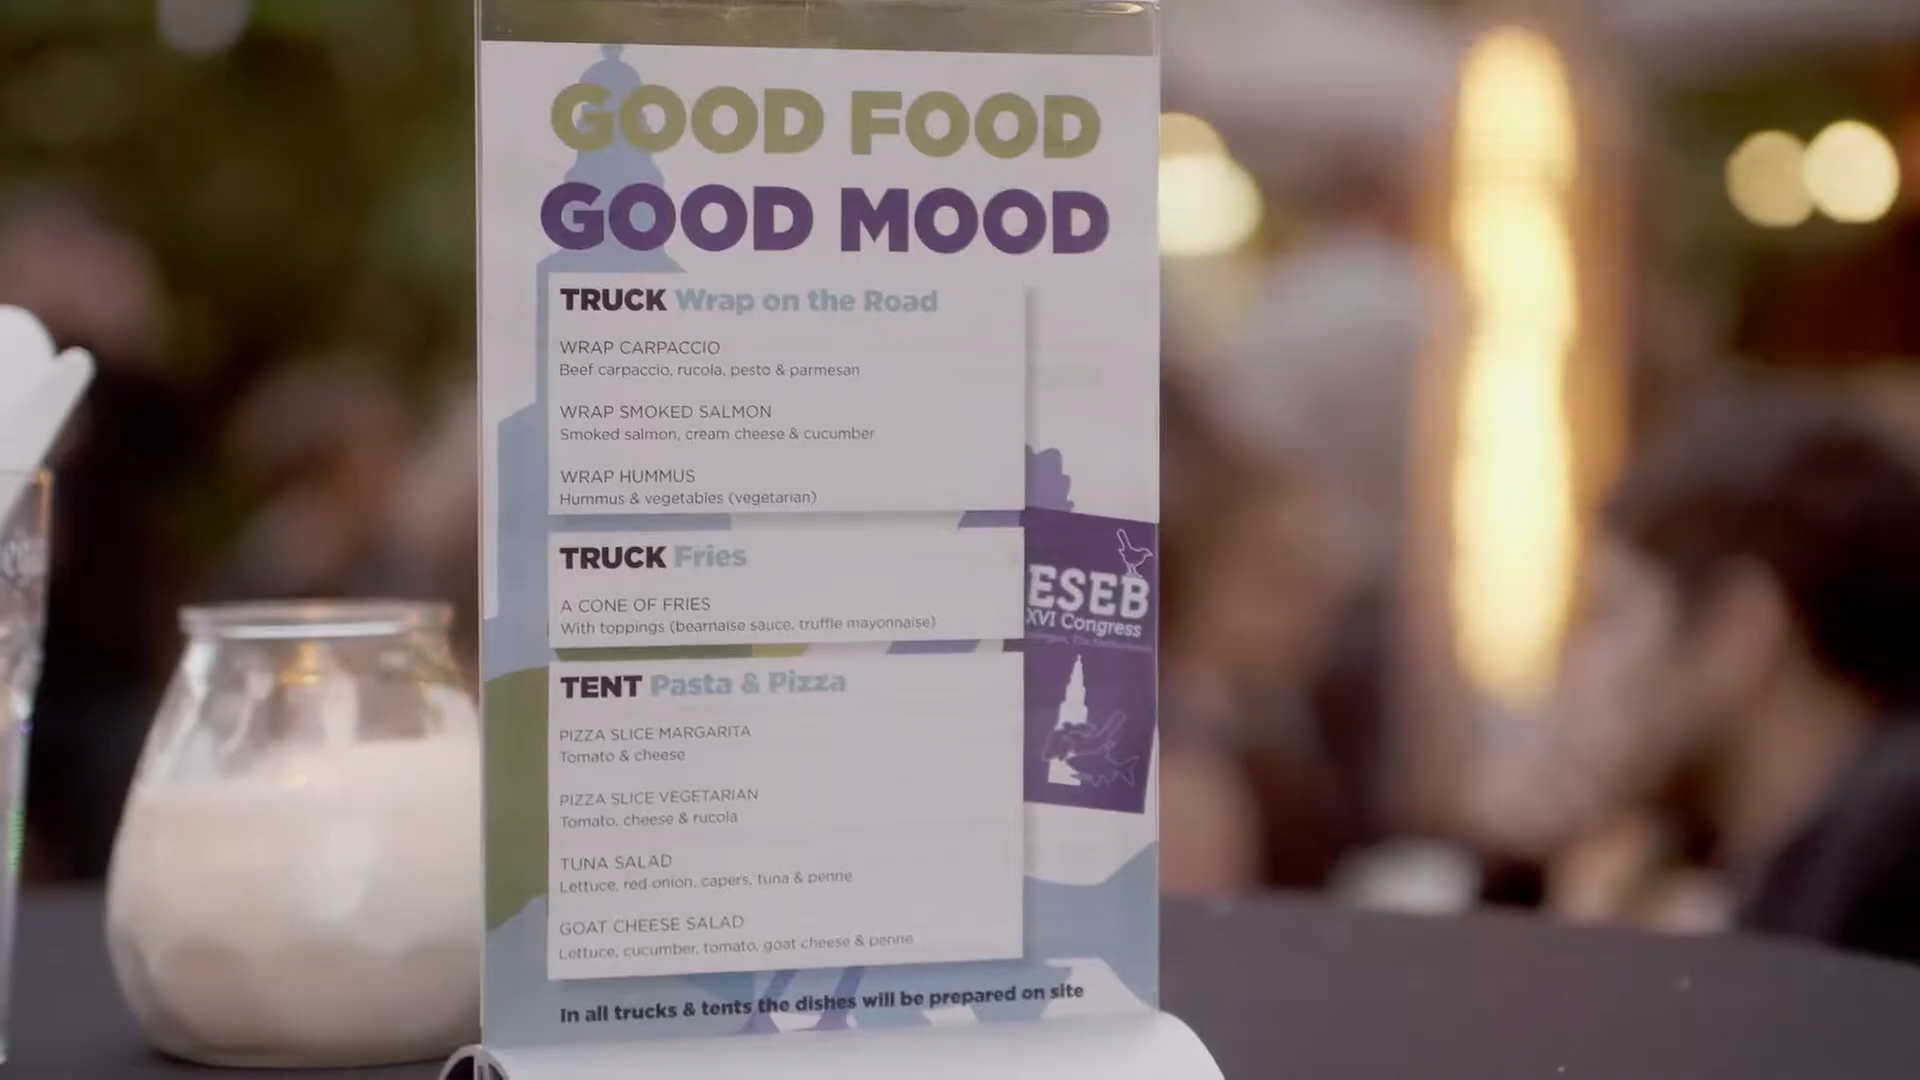 GOOD FOOD
GOOD MOOD
TRUCK Wrap on the Road
WRAP CARPACCIO
Beef carpaccio, rucola, pesto & parmesan
WRAP SMOKED SALMON
Smoked salmon, cream cheese & cucumber
WRAP HUMMUS
Hummus & vegetables (vegetarian)
TRUCK Fries
A CONE OF FRIES
With toppings (bearnaise sauce, truffle mayonnaise)
TENT Pasta & Pizza
PIZZA SLICE MARGARITA
Tomato & cheese
PIZZA SLICE VEGETARIAN
Tomato, cheese & rucola
TUNA SALAD
Lettuce, red onion, capers, tuna & penne
GOAT CHEESE SALAD
Lettuce, cucumber, tomato, goat cheese & penne
In all trucks & tents the dishes will be prepared on site
ESEB
XVI Congress